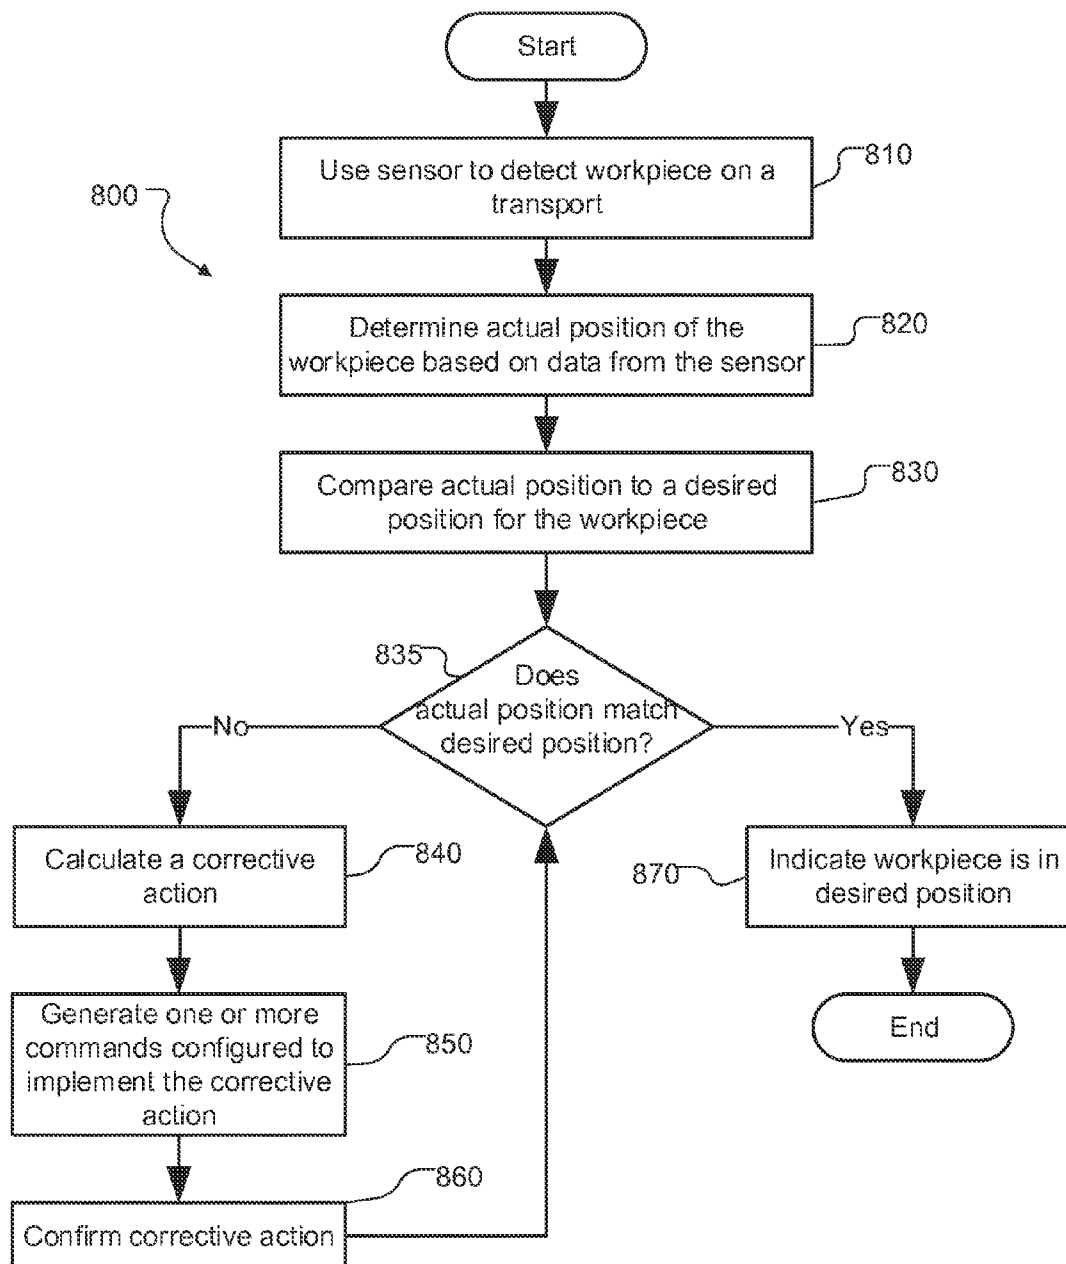 Start
Use sensor to detect workpiece on a
transport
810
800
Determine actual position of the
workpiece based on data from the sensor
820
Compare actual position to a desired
position for the workpiece
830
835
Does
actual position match
desired position?
No
Yes
Calculate a corrective
action
840
870
Indicate workpiece is in
desired position
Generate one or more
commands configured to
implement the corrective
action
850
End
860
Confirm corrective action